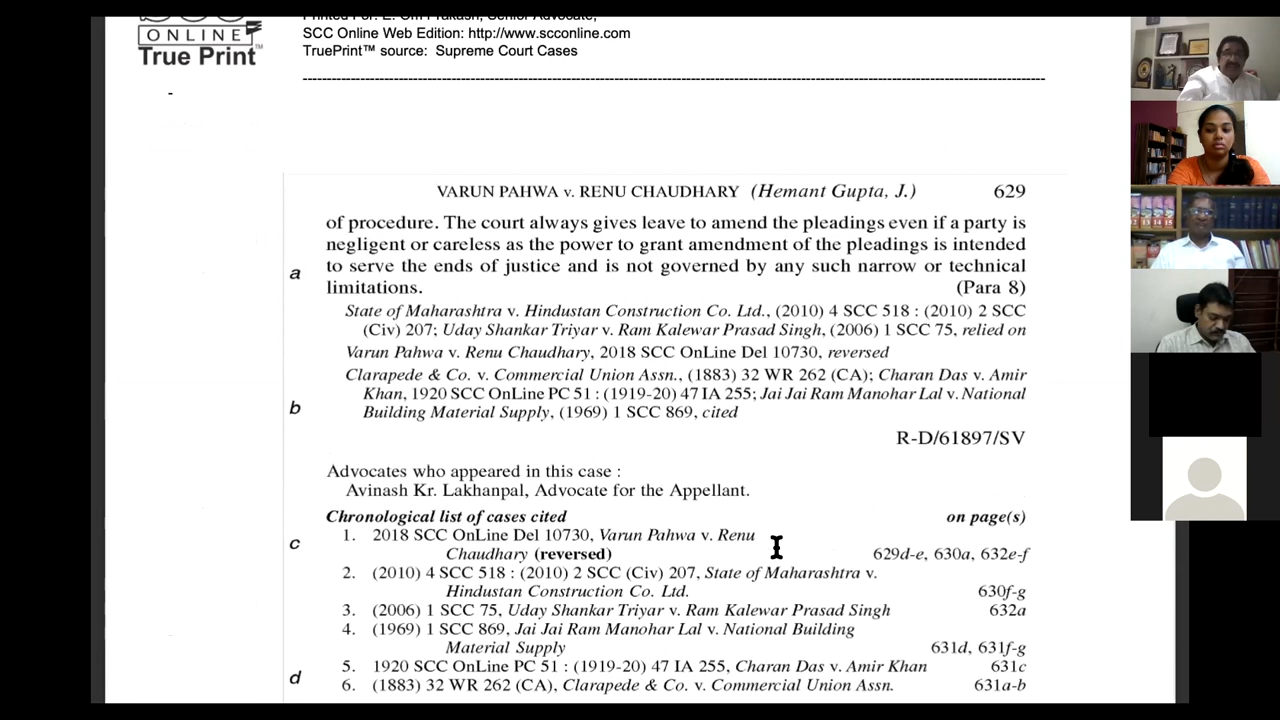 ONLINE
True Print™
Printed For: E. Om Prakash, Senior Advocate,
SCC Online Web Edition: http://www.scconline.com
TruePrint™ source: Supreme Court Cases
VARUN PAHWA v. RENU CHAUDHARY (Hemant Gupta, J.) 629
of procedure. The court always gives leave to amend the pleadings even if a party is
negligent or careless as the power to grant amendment of the pleadings is intended
a to serve the ends of justice and is not governed by any such narrow or technical
limitations. (Para 8)
State of Maharashtra v. Hindustan Construction Co. Ltd., (2010) 4 SCC 518 : (2010) 2 SCC
(Civ) 207; Uday Shankar Triyar v. Ram Kalewar Prasad Singh, (2006) 1 SCC 75, relied on
Varun Pahwa v. Renu Chaudhary, 2018 SCC OnLine Del 10730, reversed
Clarapede & Co. v. Commercial Union Assn., (1883) 32 WR 262 (CA); Charan Das v. Amir
Khan, 1920 SCC OnLine PC 51 : (1919-20) 47 IA 255; Jai Jai Ram Manohar Lal v. National
b Building Material Supply, (1969) 1 SCC 869, cited
R-D/61897/SV
Advocates who appeared in this case :
Avinash Kr. Lakhanpal, Advocate for the Appellant.
Chronological list of cases cited on page(s)
1. 2018 SCC OnLine Del 10730, Varun Pahwa v. Renu
c Chaudhary (reversed) 629d-e, 630a, 632e-f
2. (2010) 4 SCC 518 : (2010) 2 SCC (Civ) 207, State of Maharashtra v.
Hindustan Construction Co. Ltd. 630f-g
3. (2006) 1 SCC 75, Uday Shankar Triyar v. Ram Kalewar Prasad Singh 632a
4. (1969) 1 SCC 869, Jai Jai Ram Manohar Lal v. National Building
Material Supply 631d, 631f-g
5. 1920 SCC OnLine PC 51 : (1919-20) 47 IA 255, Charan Das v. Amir Khan 631c
d 6. (1883) 32 WR 262 (CA), Clarapede & Co. v. Commercial Union Assn. 631a-b